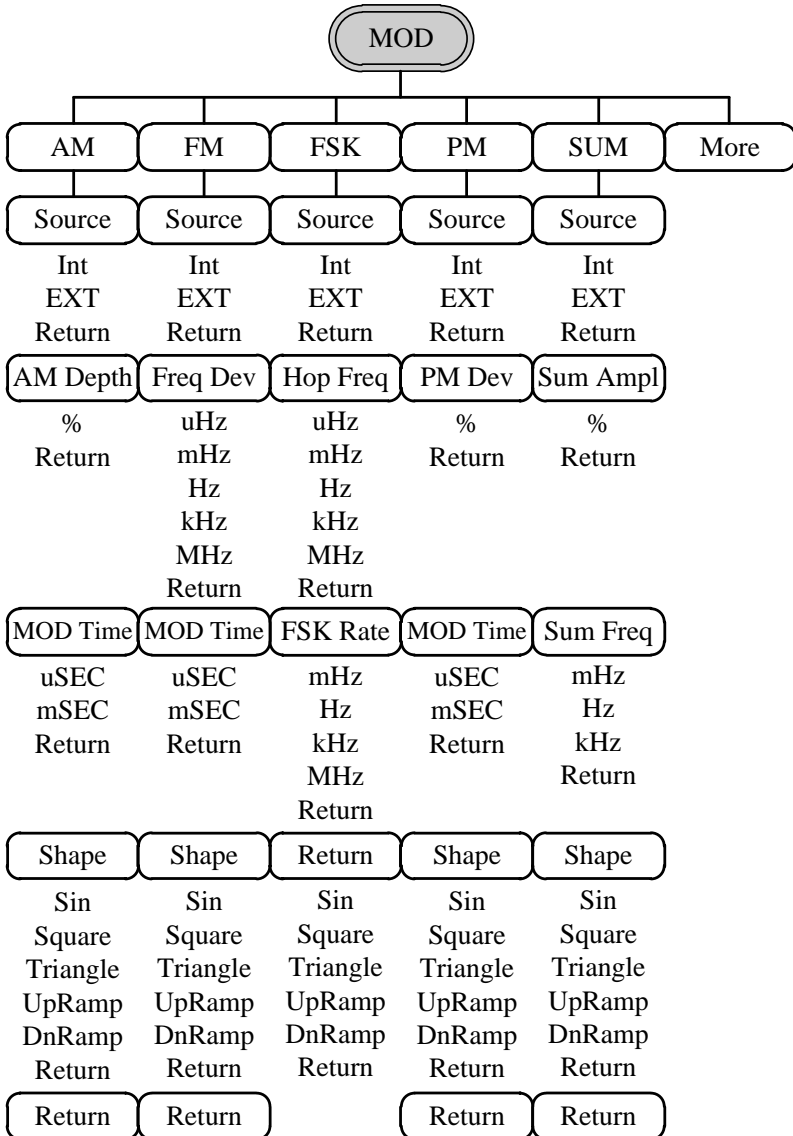 MOD
AM FM FSK PM SUM More
Source Source Source Source Source
Int Int Int Int Int
EXT EXT EXT EXT EXT
Return Return Return Return Return
AM Depth Freq Dev Hop Freq PM Dev Sum Ampl
% uHz uHz % %
Return mHz mHz Return Return
Hz Hz
kHz kHz
MHz MHz
Return Return
MOD Time MOD Time FSK Rate MOD Time Sum Freq
uSEC uSEC mHz uSEC mHz
mSEC mSEC Hz mSEC Hz
Return Return kHz Return kHz
MHz Return
Return
Shape Shape Return Shape Shape
Sin Sin Sin Sin Sin
Square Square Square Square Square
Triangle Triangle Triangle Triangle Triangle
UpRamp UpRamp UpRamp UpRamp UpRamp
DnRamp DnRamp DnRamp DnRamp DnRamp
Return Return Return Return Return
Return Return Return Return